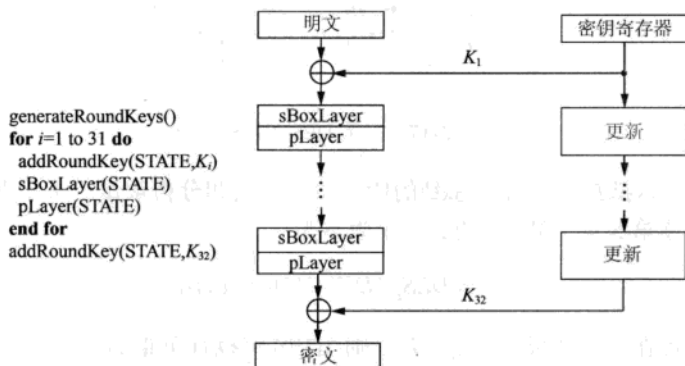 generateRoundKeys()
for i=1 to 31 do
addRoundKey(STATE,Ki)
sBoxLayer(STATE)
pLayer(STATE)
end for
addRoundKey(STATE,K32)
明文
密钥寄存器
K1
sBoxLayer
pLayer
更新
sBoxLayer
pLayer
更新
K32
密文